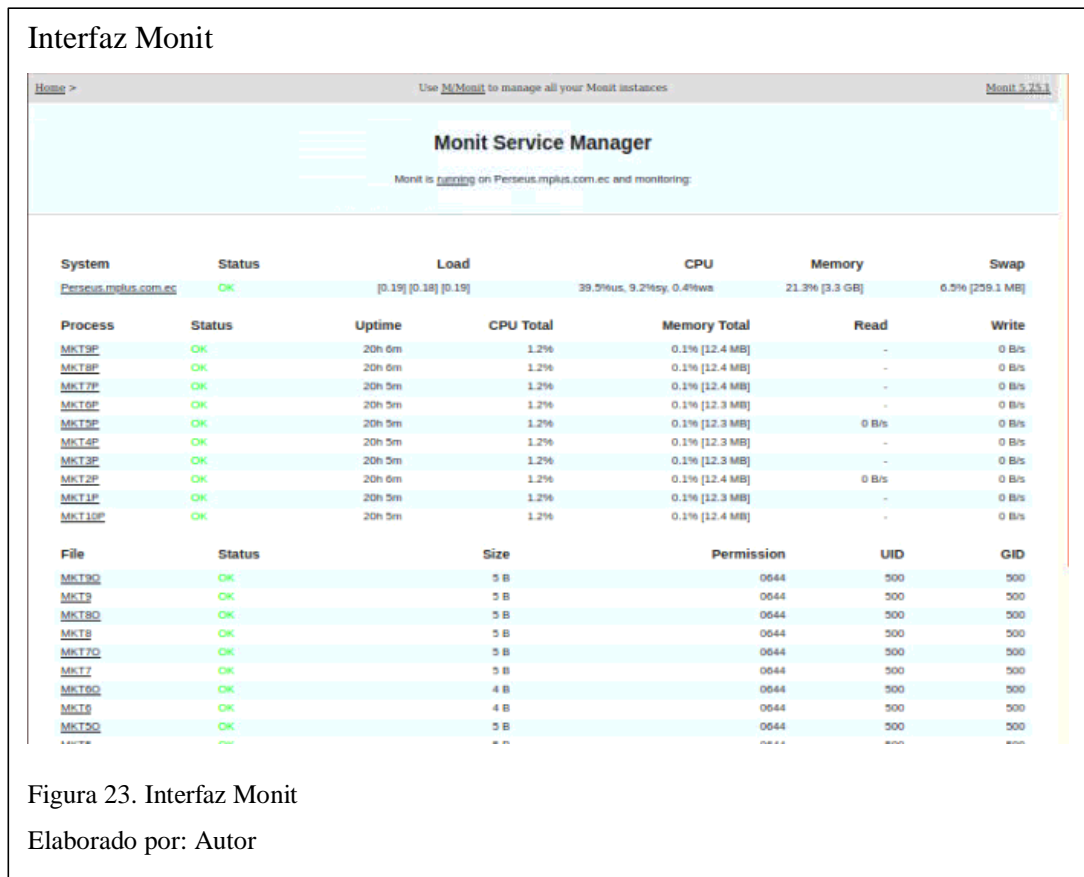 Interfaz Monit
Home > Use M/Monit to manage all your Monit instances Monit 5.25.1
Monit Service Manager
Monit is running on Perseus.mplus.com.ec and monitoring:
System Status Load CPU Memory Swap
Perseus.mplus.com.ec OK [0.19] [0.18] [0.19] 39.5%us, 9.2%sy, 0.4%wa 21.3% [3.3 GB] 6.5% [259.1 MB]
Process Status Uptime CPU Total Memory Total Read Write
MKT9P OK 20h 6m 1.2% 0.1% [12.4 MB] - 0 B/s
MKT8P OK 20h 6m 1.2% 0.1% [12.4 MB] - 0 B/s
MKT7P OK 20h 5m 1.2% 0.1% [12.4 MB] - 0 B/s
MKT6P OK 20h 5m 1.2% 0.1% [12.3 MB] - 0 B/s
MKT5P OK 20h 5m 1.2% 0.1% [12.3 MB] 0 B/s 0 B/s
MKT4P OK 20h 5m 1.2% 0.1% [12.3 MB] - 0 B/s
MKT3P OK 20h 5m 1.2% 0.1% [12.3 MB] - 0 B/s
MKT2P OK 20h 6m 1.2% 0.1% [12.4 MB] 0 B/s 0 B/s
MKT1P OK 20h 5m 1.2% 0.1% [12.3 MB] - 0 B/s
MKT10P OK 20h 5m 1.2% 0.1% [12.4 MB] - 0 B/s
File Status Size Permission UID GID
MKT9O OK 5 B 0644 500 500
MKT9 OK 5 B 0644 500 500
MKT8O OK 5 B 0644 500 500
MKT8 OK 5 B 0644 500 500
MKT7O OK 5 B 0644 500 500
MKT7 OK 5 B 0644 500 500
MKT6O OK 4 B 0644 500 500
MKT6 OK 4 B 0644 500 500
MKT5O OK 5 B 0644 500 500
Figura 23. Interfaz Monit
Elaborado por: Autor